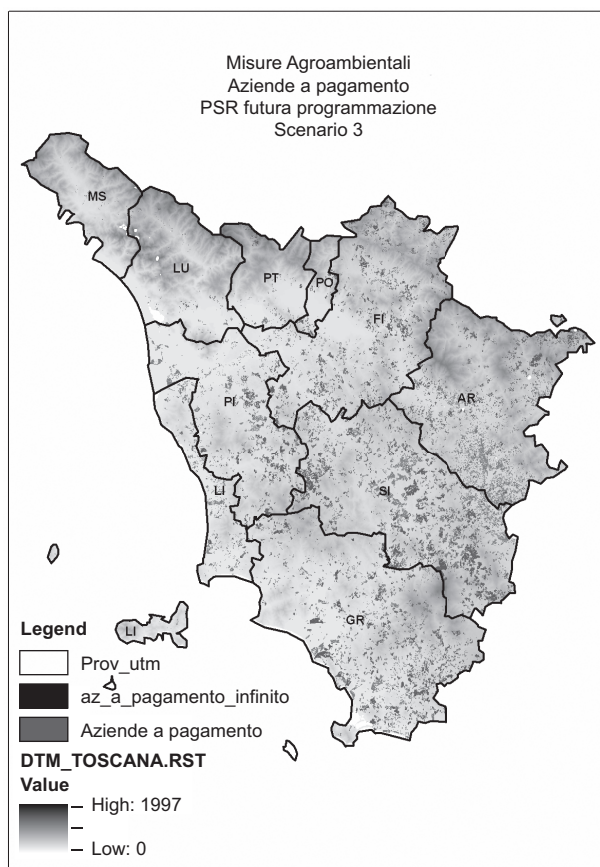 Misure Agroambientali
Aziende a pagamento
PSR futura programmazione
Scenario 3
MS
LU
PT
PO
FI
AR
PI
LI
SI
GR
LI
Legend
Prov_utm
az_a_pagamento_infinito
Aziende a pagamento
DTM_TOSCANA.RST
Value
High: 1997
Low: 0